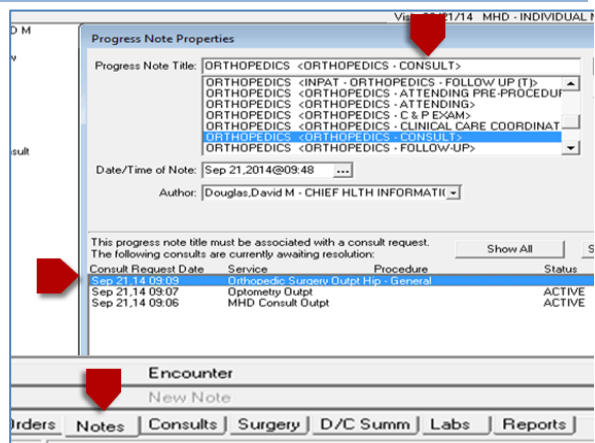 Visit 09/21/14 MHD - INDIVIDUAL
D M
Progress Note Properties
Progress Note Title: ORTHOPEDICS <ORTHOPEDICS - CONSULT>
ORTHOPEDICS <INPAT - ORTHOPEDICS - FOLLOW UP (T)>
ORTHOPEDICS <ORTHOPEDICS - ATTENDING PRE-PROCEDUR
ORTHOPEDICS <ORTHOPEDICS - ATTENDING>
ORTHOPEDICS <ORTHOPEDICS - C & P EXAM>
ORTHOPEDICS <ORTHOPEDICS - CLINICAL CARE COORDINAT
ORTHOPEDICS <ORTHOPEDICS - CONSULT>
ORTHOPEDICS <ORTHOPEDICS - FOLLOW-UP>
sult
Date/Time of Note: Sep 21,2014@09:48 ...
Author: Douglas,David M - CHIEF HLTH INFORMATI(
This progress note title must be associated with a consult request.
The following consults are currently awaiting resolution:
Show All
S
Consult Request Date Service Procedure Status
Sep 21,14 09:09 Orthopedic Surgery Outpt Hip - General
Sep 21,14 09:07 Optometry Outpt ACTIVE
Sep 21,14 09:06 MHD Consult Outpt ACTIVE
Encounter
New Note
Orders Notes Consults Surgery D/C Summ Labs Reports